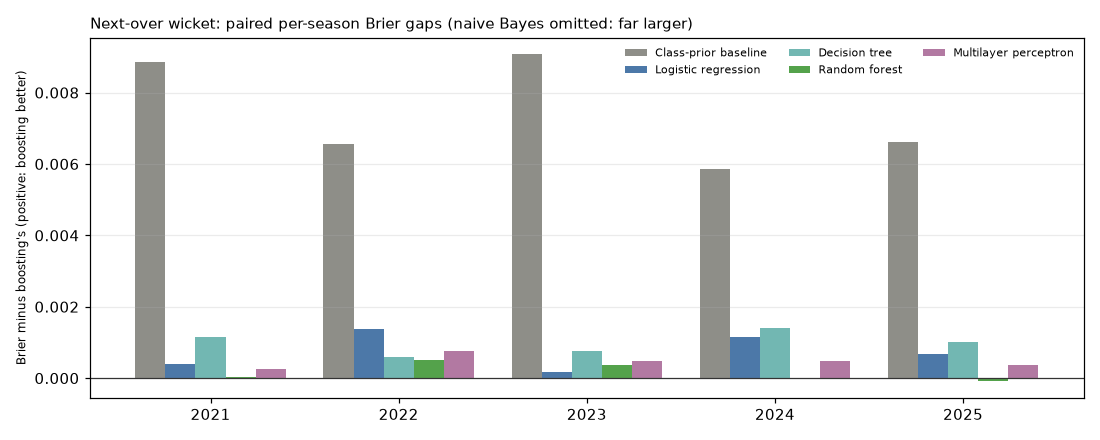 Next-over wicket: paired per-season Brier gaps (naive Bayes omitted: far larger)
Brier minus boosting's (positive: boosting better)
Class-prior baseline
Logistic regression
Decision tree
Random forest
Multilayer perceptron
0.008
0.006
0.004
0.002
0.000
2021
2022
2023
2024
2025